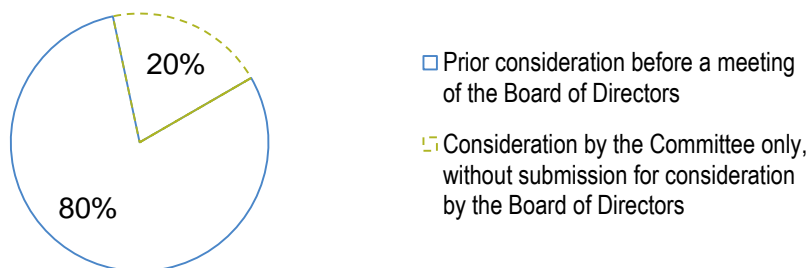 20%
80%
Prior consideration before a meeting
of the Board of Directors
Consideration by the Committee only,
without submission for consideration
by the Board of Directors